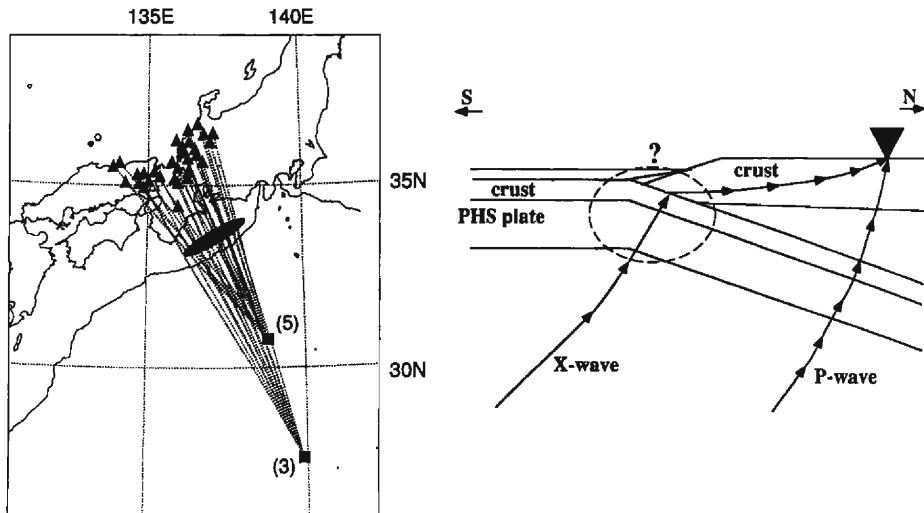 135E 140E
35N
30N
(5)
(3)
S
N
?
crust
crust
PHS plate
X-wave
P-wave